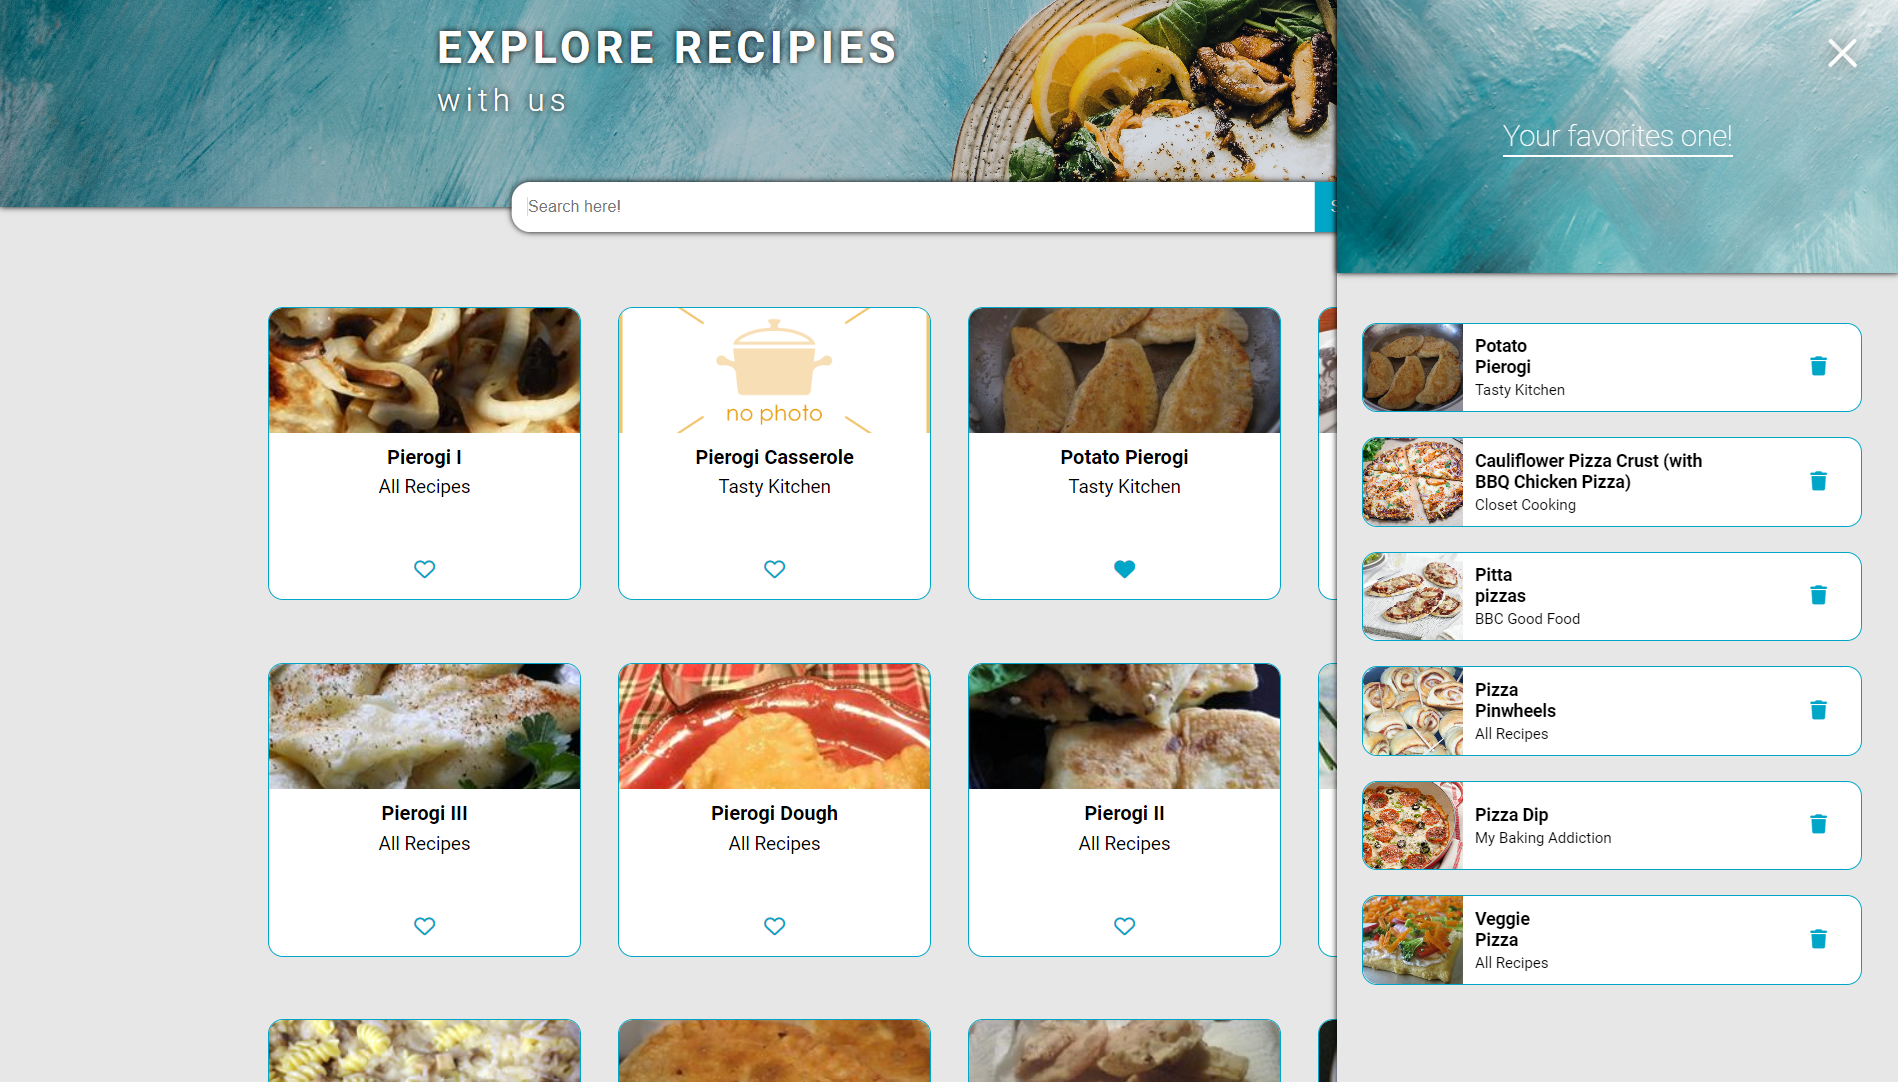 EXPLORE RECIPIES
with us
Search here!
S
Pierogi I
All Recipes
no photo
Pierogi Casserole
Tasty Kitchen
Potato Pierogi
Tasty Kitchen
Pierogi III
All Recipes
Pierogi Dough
All Recipes
Pierogi II
All Recipes
Your favorites one!
Potato
Pierogi
Tasty Kitchen
Cauliflower Pizza Crust (with
BBQ Chicken Pizza)
Closet Cooking
Pitta
pizzas
BBC Good Food
Pizza
Pinwheels
All Recipes
Pizza Dip
My Baking Addiction
Veggie
Pizza
All Recipes